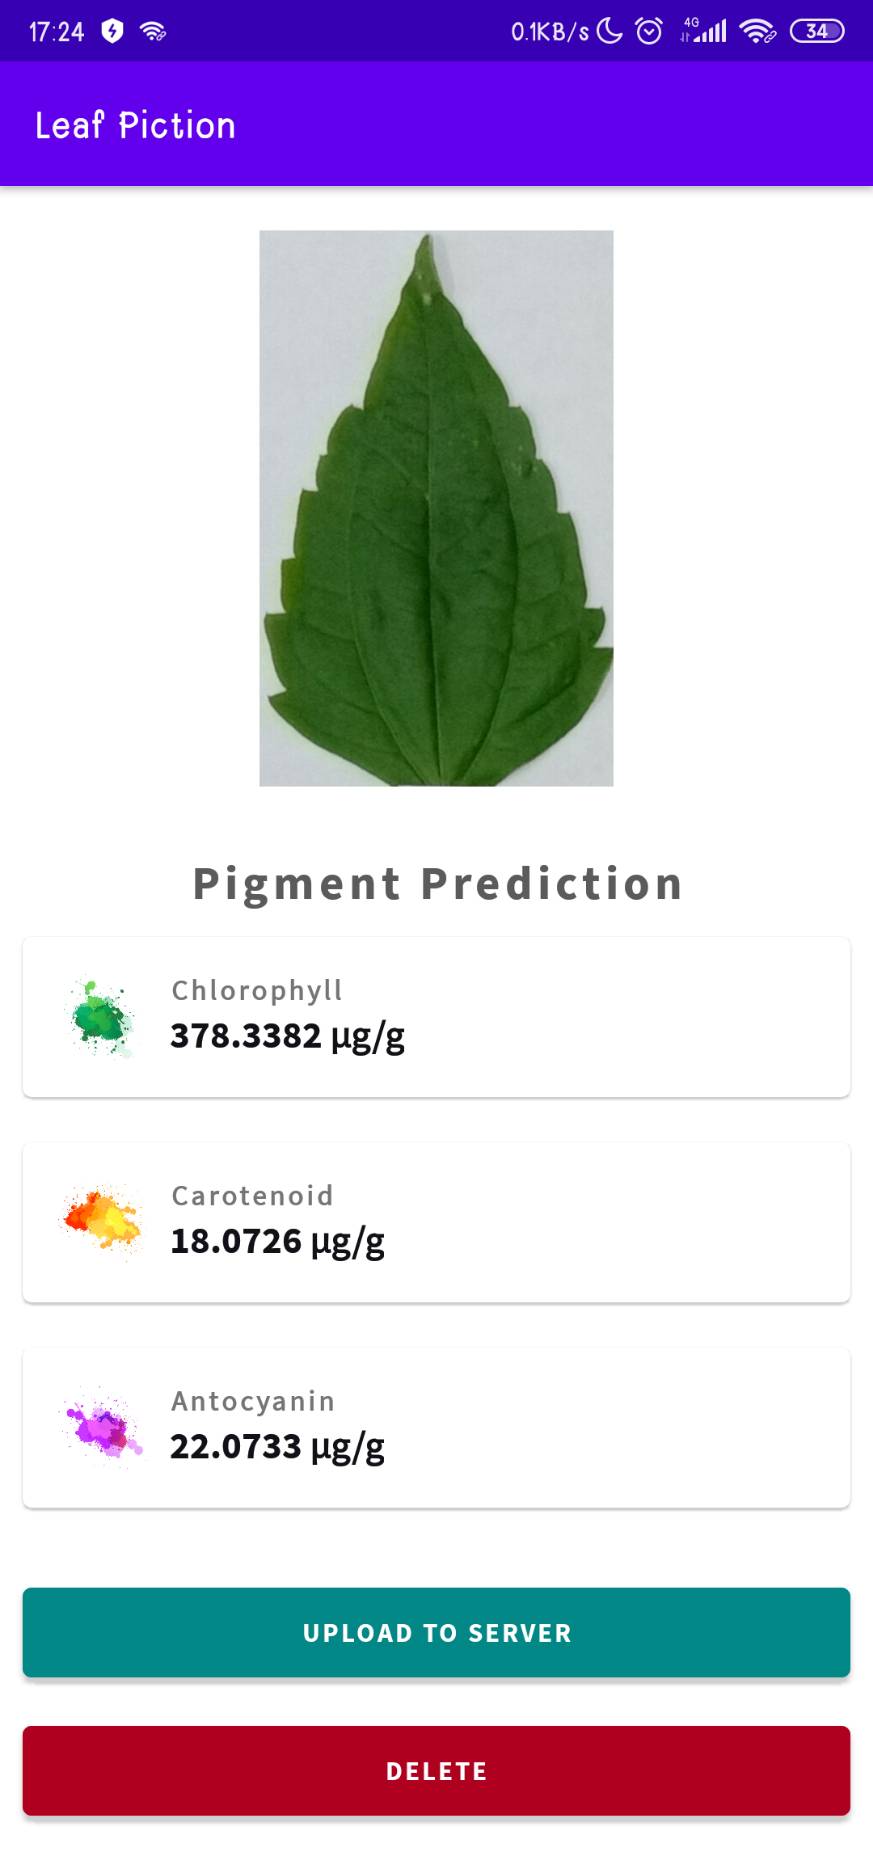 17:24 0.1KB/s 4G 34
Leaf Piction
Pigment Prediction
Chlorophyll
378.3382 µg/g
Carotenoid
18.0726 µg/g
Antocyanin
22.0733 µg/g
UPLOAD TO SERVER
DELETE